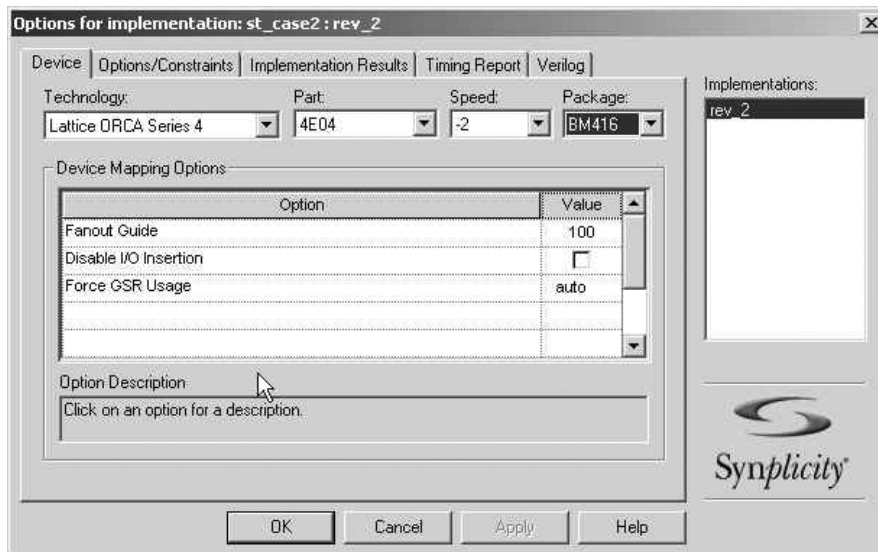 Options for implementation: st_case2 : rev_2
Device Options/Constraints Implementation Results Timing Report Verilog
Implementations:
rev_2
Technology: Part: Speed: Package:
Lattice ORCA Series 4 4E04 -2 BM416
Device Mapping Options
Option Value
Fanout Guide 100
Disable I/O Insertion
Force GSR Usage auto
Option Description
Click on an option for a description.
Synplicity®
OK Cancel Apply Help